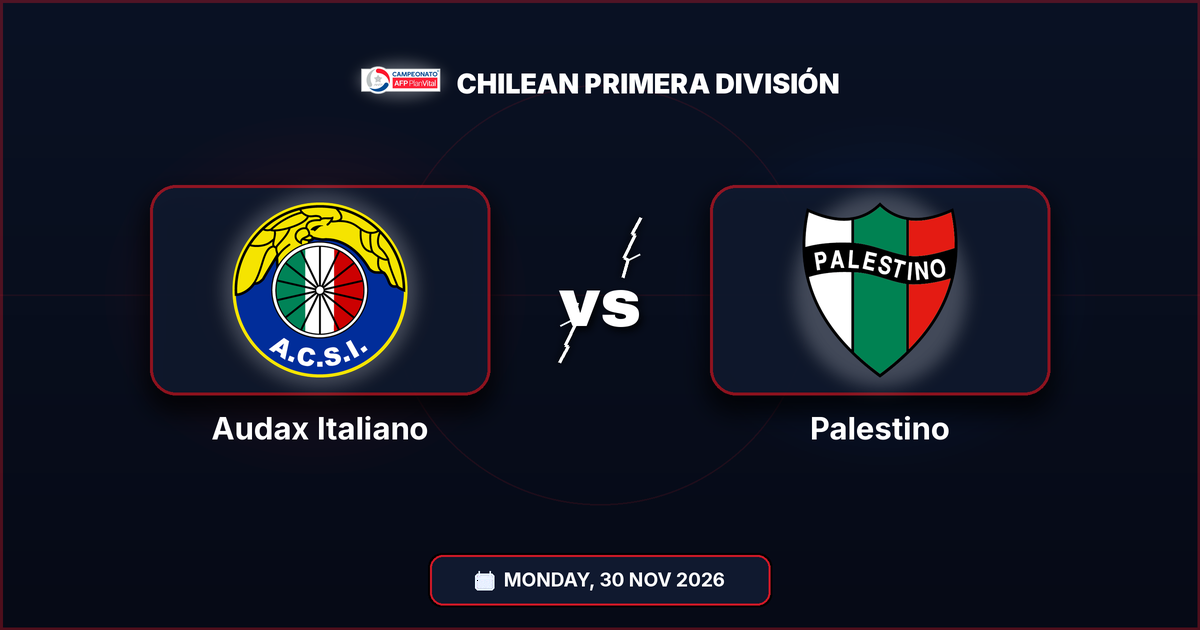 CAMPEONATO
AFP PlanVital
CHILEAN PRIMERA DIVISIÓN
A.C.S.I.
VS
PALESTINO
Audax Italiano
Palestino
MONDAY, 30 NOV 2026